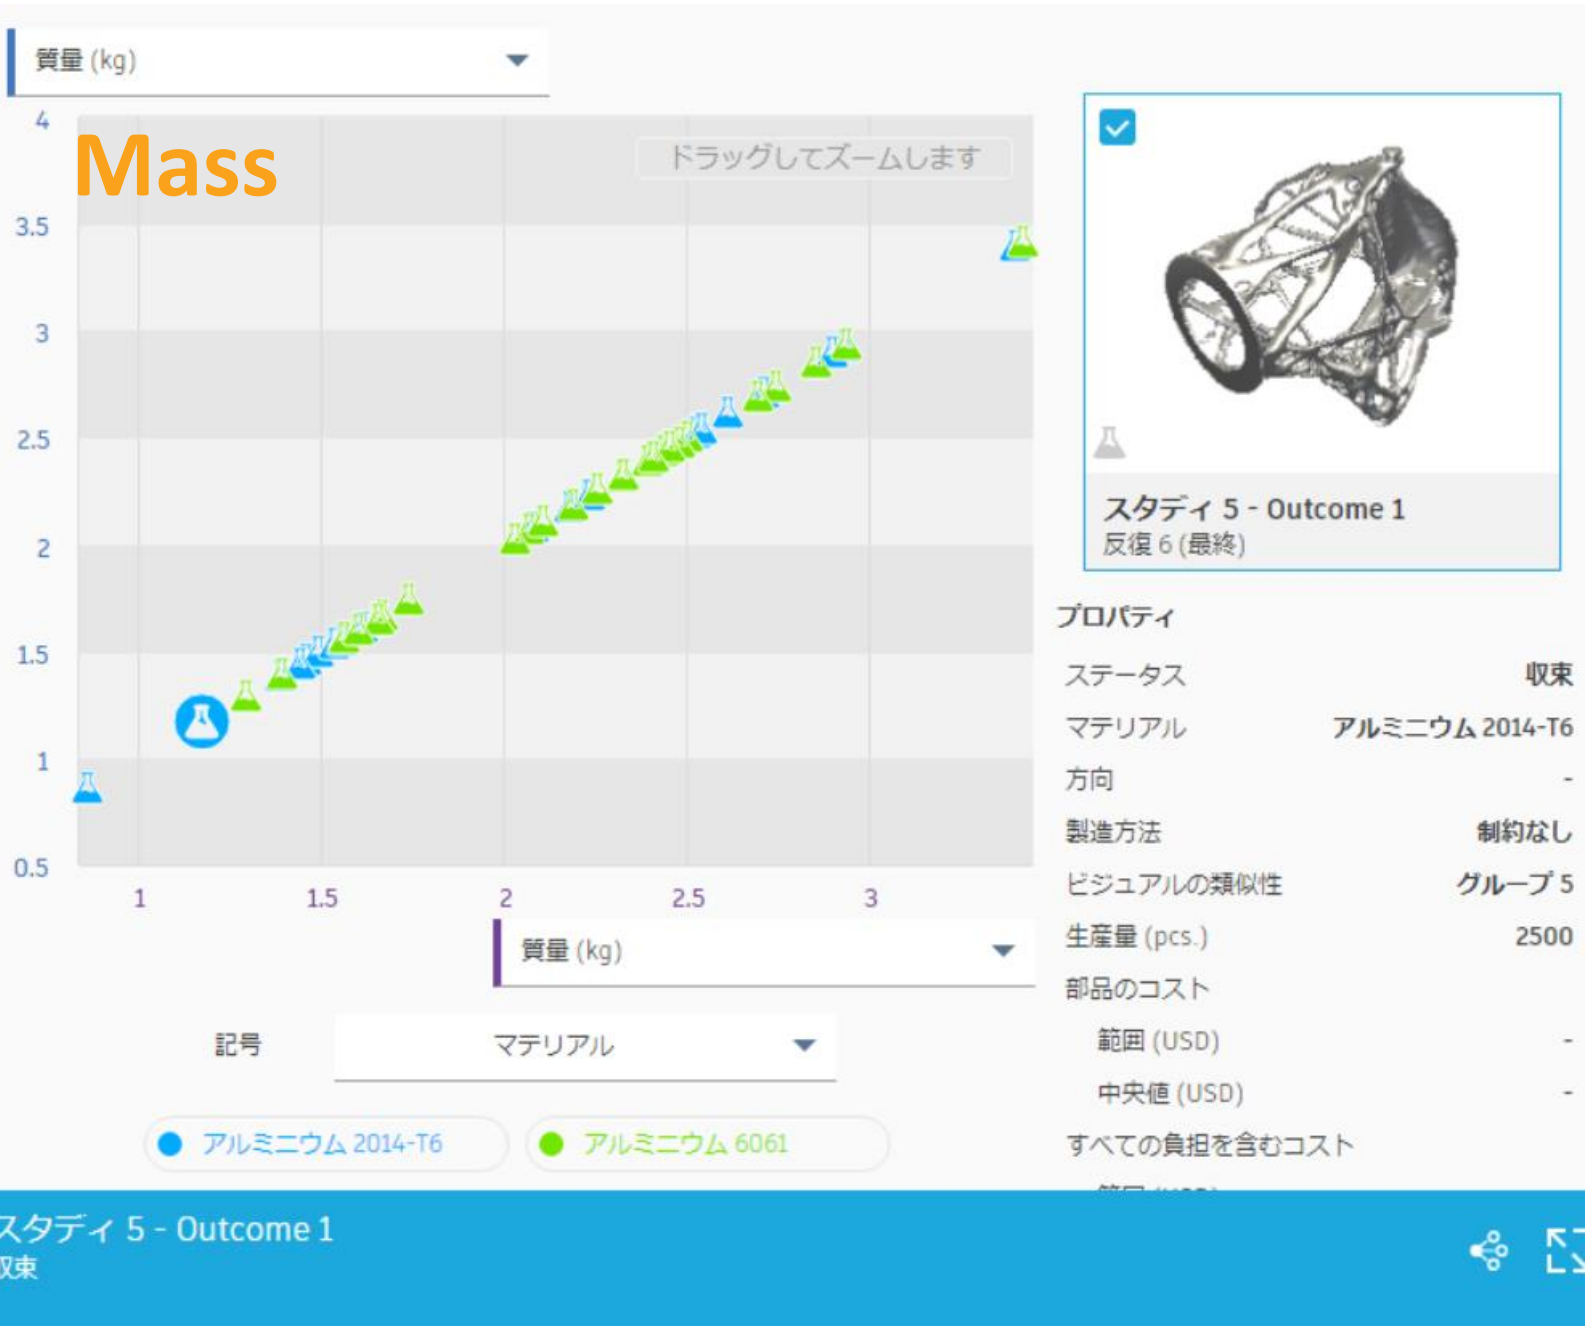 質量 (kg)
Mass
ドラッグしてズームします
4
3.5
3
2.5
2
1.5
1
0.5
1
1.5
2
2.5
3
質量 (kg)
記号
マテリアル
アルミニウム 2014-T6
アルミニウム 6061
スタディ 5 - Outcome 1
反復 6 (最終)
プロパティ
ステータス 収束
マテリアル アルミニウム 2014-T6
方向 -
製造方法 制約なし
ビジュアルの類似性 グループ 5
生産量 (pcs.) 2500
部品のコスト
範囲 (USD) -
中央値 (USD) -
すべての負担を含むコスト
スタディ 5 - Outcome 1
収束